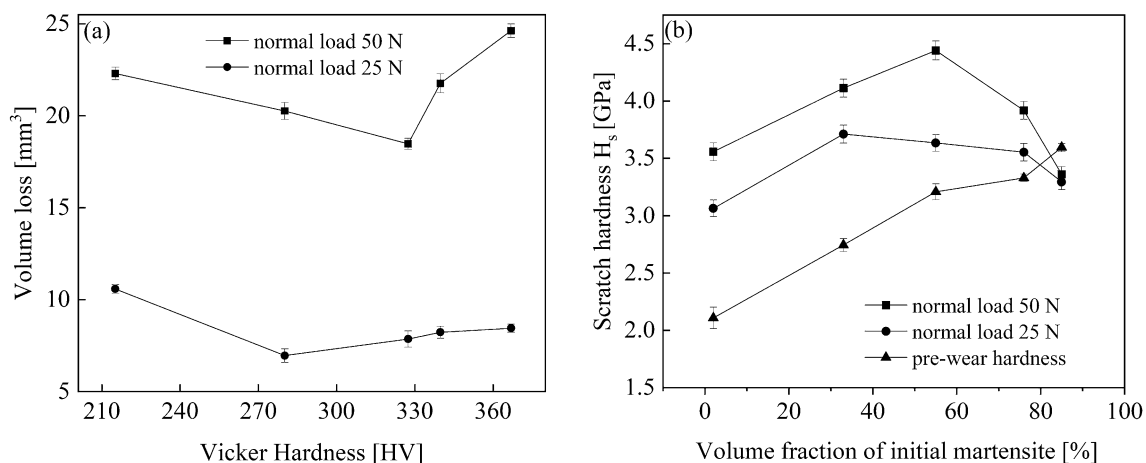 (a)
normal load 50 N
normal load 25 N
25
20
15
10
5
Volume loss [mm³]
210 240 270 300 330 360
Vicker Hardness [HV]
(b)
4.5
4.0
3.5
3.0
2.5
2.0
1.5
Scratch hardness Hs [GPa]
normal load 50 N
normal load 25 N
pre-wear hardness
0 20 40 60 80 100
Volume fraction of initial martensite [%]